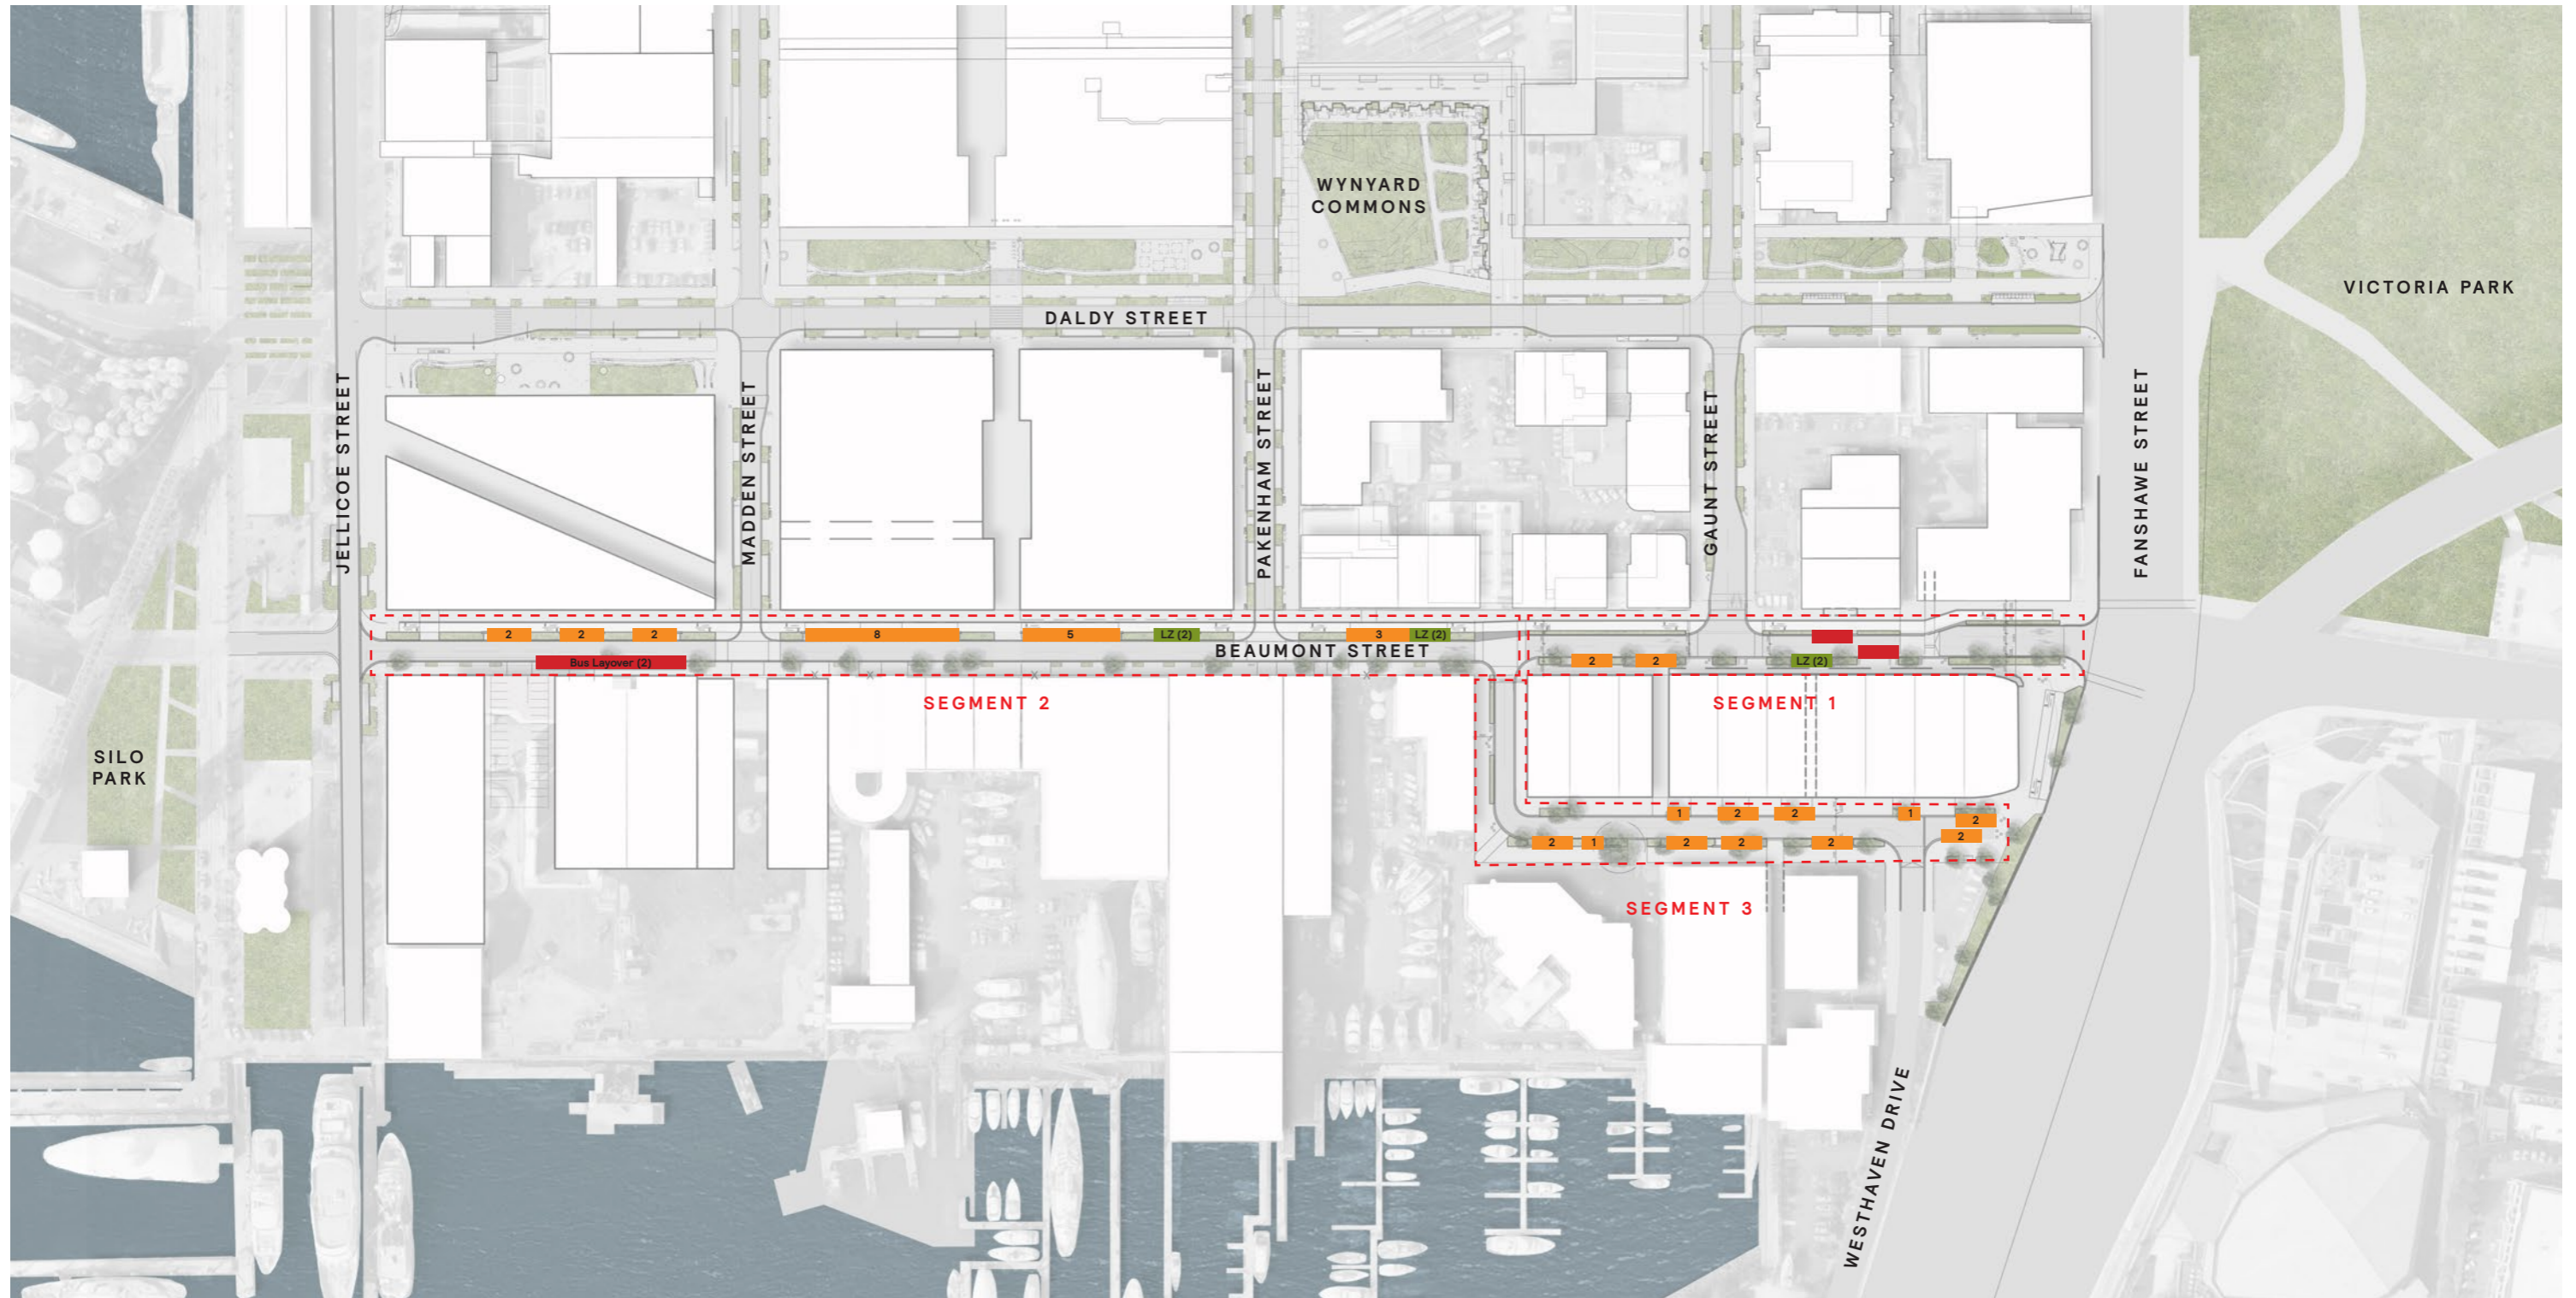 WYNYARD
COMMONS
VICTORIA PARK
DALDY STREET
JELLICOE STREET
MADDEN STREET
PAKENHAM STREET
GAUNT STREET
FANSHAWE STREET
2
2
2
8
5
LZ (2)
3
LZ (2)
BEAUMONT STREET
Bus Layover (2)
2
2
LZ (2)
SEGMENT 2
SEGMENT 1
SILO
PARK
1
2
2
1
2
2
2
1
2
2
2
SEGMENT 3
WESTHAVEN DRIVE